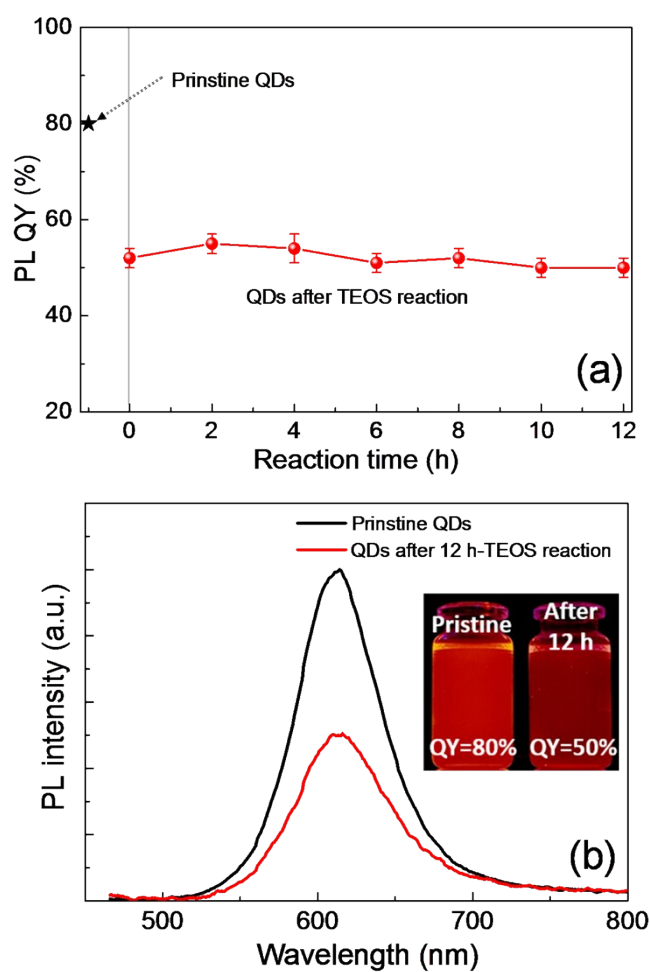 100
80
60
40
20
PL QY (%)
Prinstine QDs
QDs after TEOS reaction
(a)
0 2 4 6 8 10 12
Reaction time (h)
PL intensity (a.u.)
Prinstine QDs
QDs after 12 h-TEOS reaction
Pristine
After
12 h
QY=80%
QY=50%
(b)
500 600 700 800
Wavelength (nm)